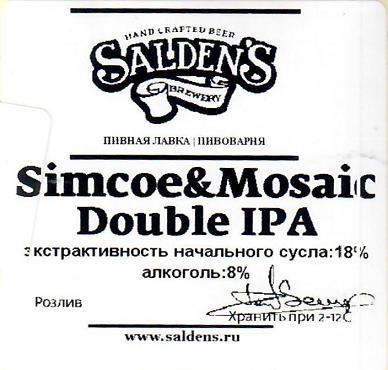 HAND CRAFTED BEER
SALDEN'S
BREWERY
ПИВНАЯ ЛАВКА | ПИВОВАРНЯ
Simcoe&Mosaic
Double IPA
экстрактивность начального сусла:18%
алкоголь:8%
Розлив
Хранить при 2-12С
www.saldens.ru